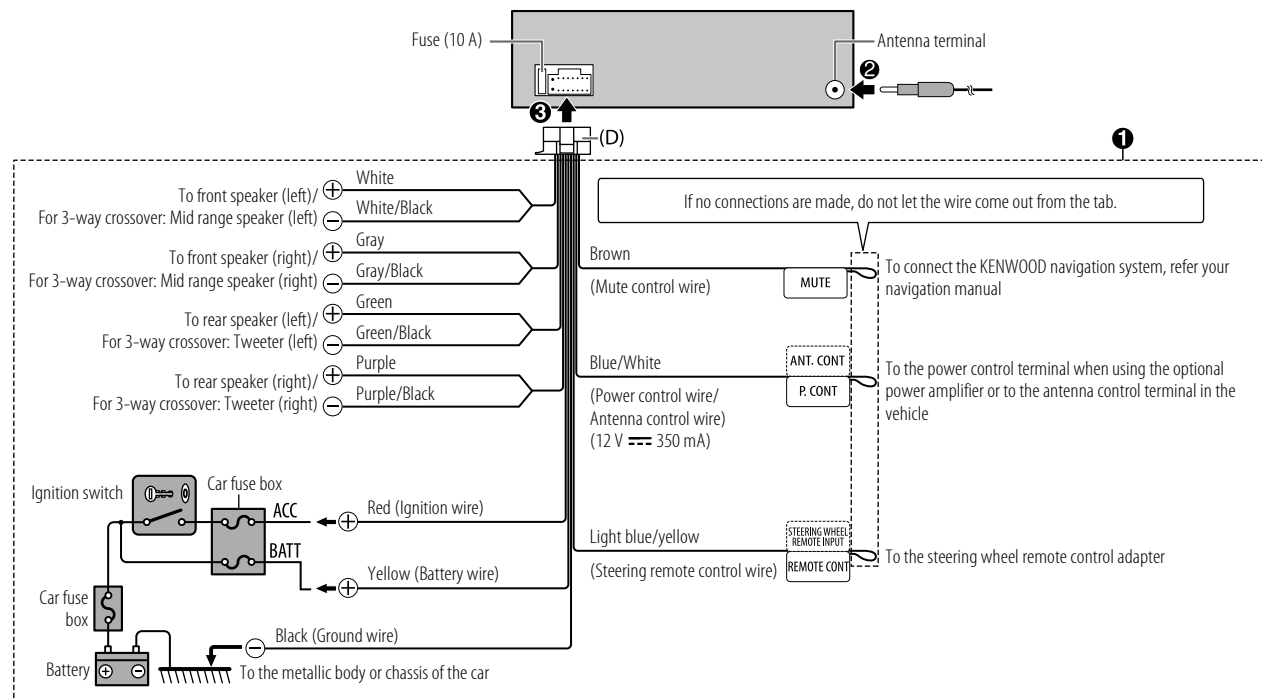 Fuse (10 A)
Antenna terminal
❷
❸
(D)
❶
To front speaker (left)/
For 3-way crossover: Mid range speaker (left)
White
White/Black
To front speaker (right)/
For 3-way crossover: Mid range speaker (right)
Gray
Gray/Black
To rear speaker (left)/
For 3-way crossover: Tweeter (left)
Green
Green/Black
To rear speaker (right)/
For 3-way crossover: Tweeter (right)
Purple
Purple/Black
If no connections are made, do not let the wire come out from the tab.
Brown
(Mute control wire)
MUTE
To connect the KENWOOD navigation system, refer your
navigation manual
Blue/White
(Power control wire/
Antenna control wire)
(12 V ⎓ 350 mA)
ANT. CONT
P. CONT
To the power control terminal when using the optional
power amplifier or to the antenna control terminal in the
vehicle
Light blue/yellow
(Steering remote control wire)
STEERING WHEEL
REMOTE INPUT
REMOTE CONT
To the steering wheel remote control adapter
Ignition switch
Car fuse box
ACC
Red (Ignition wire)
BATT
Yellow (Battery wire)
Car fuse
box
Black (Ground wire)
Battery
To the metallic body or chassis of the car